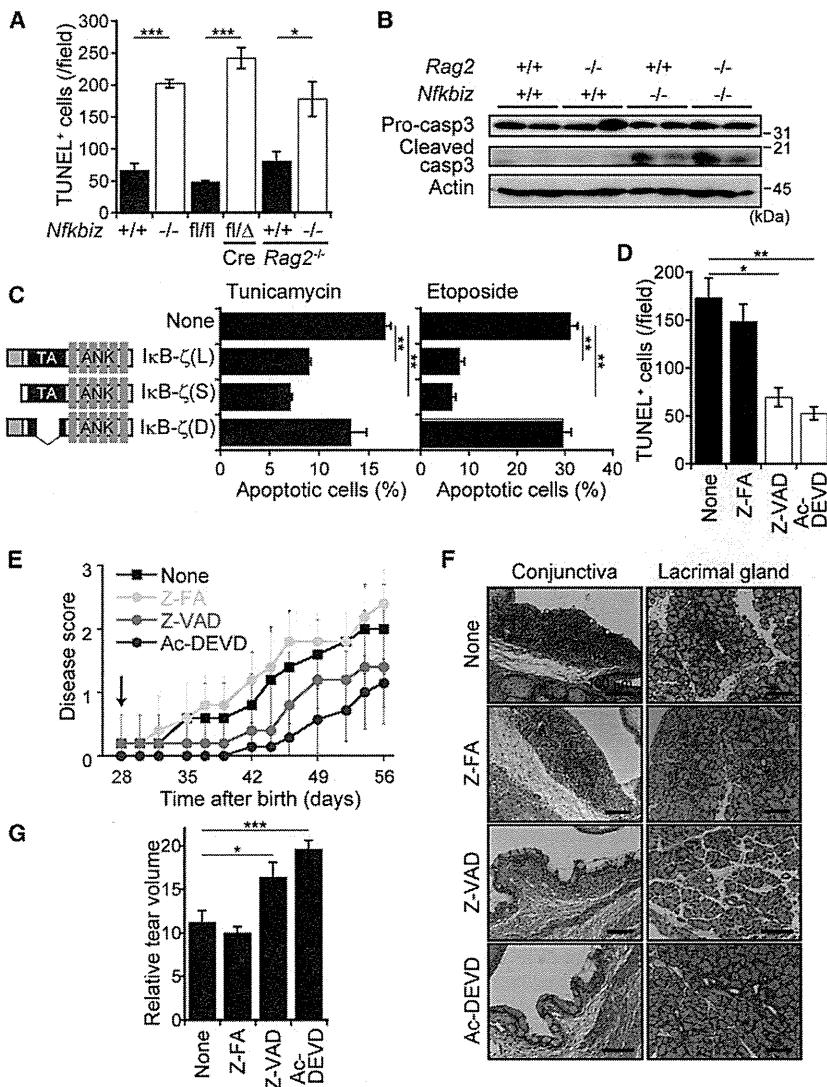 A
TUNEL⁺ cells (/field)
300
250
200
150
100
50
0
*** *** *
Nfkbiz +/+ -/- fl/fl fl/Δ +/+ -/-
Cre Rag2-/-
B
Rag2 +/+ -/- +/+ -/-
Nfkbiz +/+ +/+ -/- -/-
Pro-casp3
31
Cleaved casp3
21
Actin
45
(kDa)
C
Tunicamycin
Etoposide
None
TA ANK IκB-ζ(L)
TA ANK IκB-ζ(S)
ANK IκB-ζ(D)
** **
** **
0 5 10 15
Apoptotic cells (%)
0 10 20 30 40
Apoptotic cells (%)
D
TUNEL⁺ cells (/field)
200
150
100
50
0
**
*
None
Z-FA
Z-VAD
Ac-DEVD
E
Disease score
3
2
1
0
None
Z-FA
Z-VAD
Ac-DEVD
28 35 42 49 56
Time after birth (days)
F
Conjunctiva Lacrimal gland
None
Z-FA
Z-VAD
Ac-DEVD
G
Relative tear volume
20
15
10
5
0
***
*
None
Z-FA
Z-VAD
Ac-DEVD